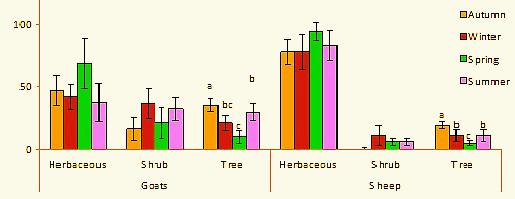 100
50
0
Autumn
Winter
Spring
Summer
a
bc
c
b
a
b
c
b
Herbaceous Shrub Tree Herbaceous Shrub Tree
Goats Sheep